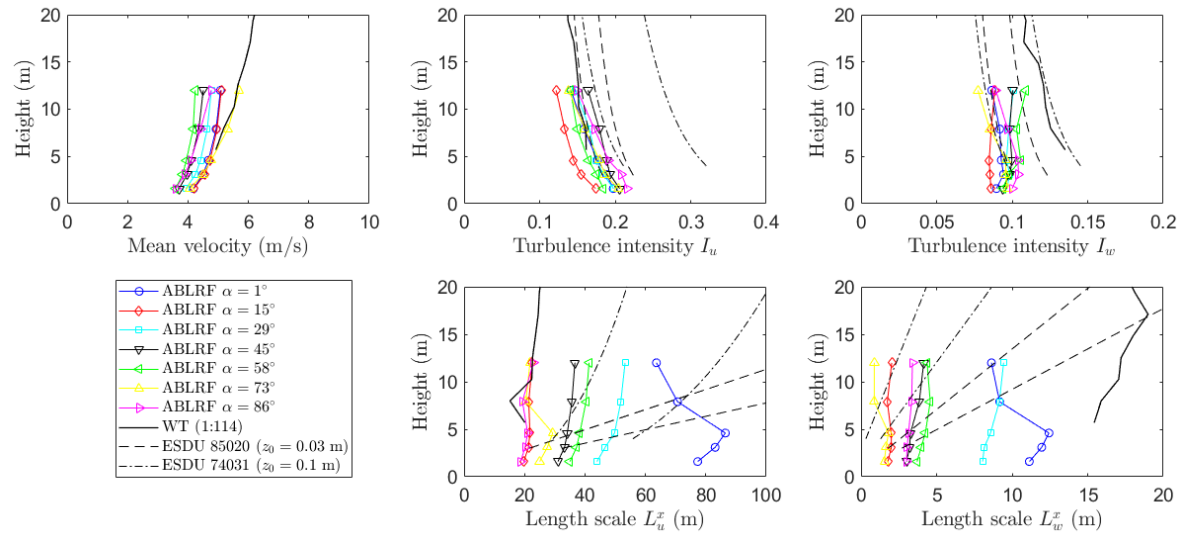 20
15
10
5
0
Height (m)
0 2 4 6 8 10
Mean velocity (m/s)
20
15
10
5
0
Height (m)
0 0.1 0.2 0.3 0.4
Turbulence intensity I_u
20
15
10
5
0
Height (m)
0 0.05 0.1 0.15 0.2
Turbulence intensity I_w
ABLRF α = 1°
ABLRF α = 15°
ABLRF α = 29°
ABLRF α = 45°
ABLRF α = 58°
ABLRF α = 73°
ABLRF α = 86°
WT (1:114)
ESDU 85020 (z₀ = 0.03 m)
ESDU 74031 (z₀ = 0.1 m)
20
15
10
5
0
Height (m)
0 20 40 60 80 100
Length scale L_u^x (m)
20
15
10
5
0
Height (m)
0 5 10 15 20
Length scale L_w^x (m)